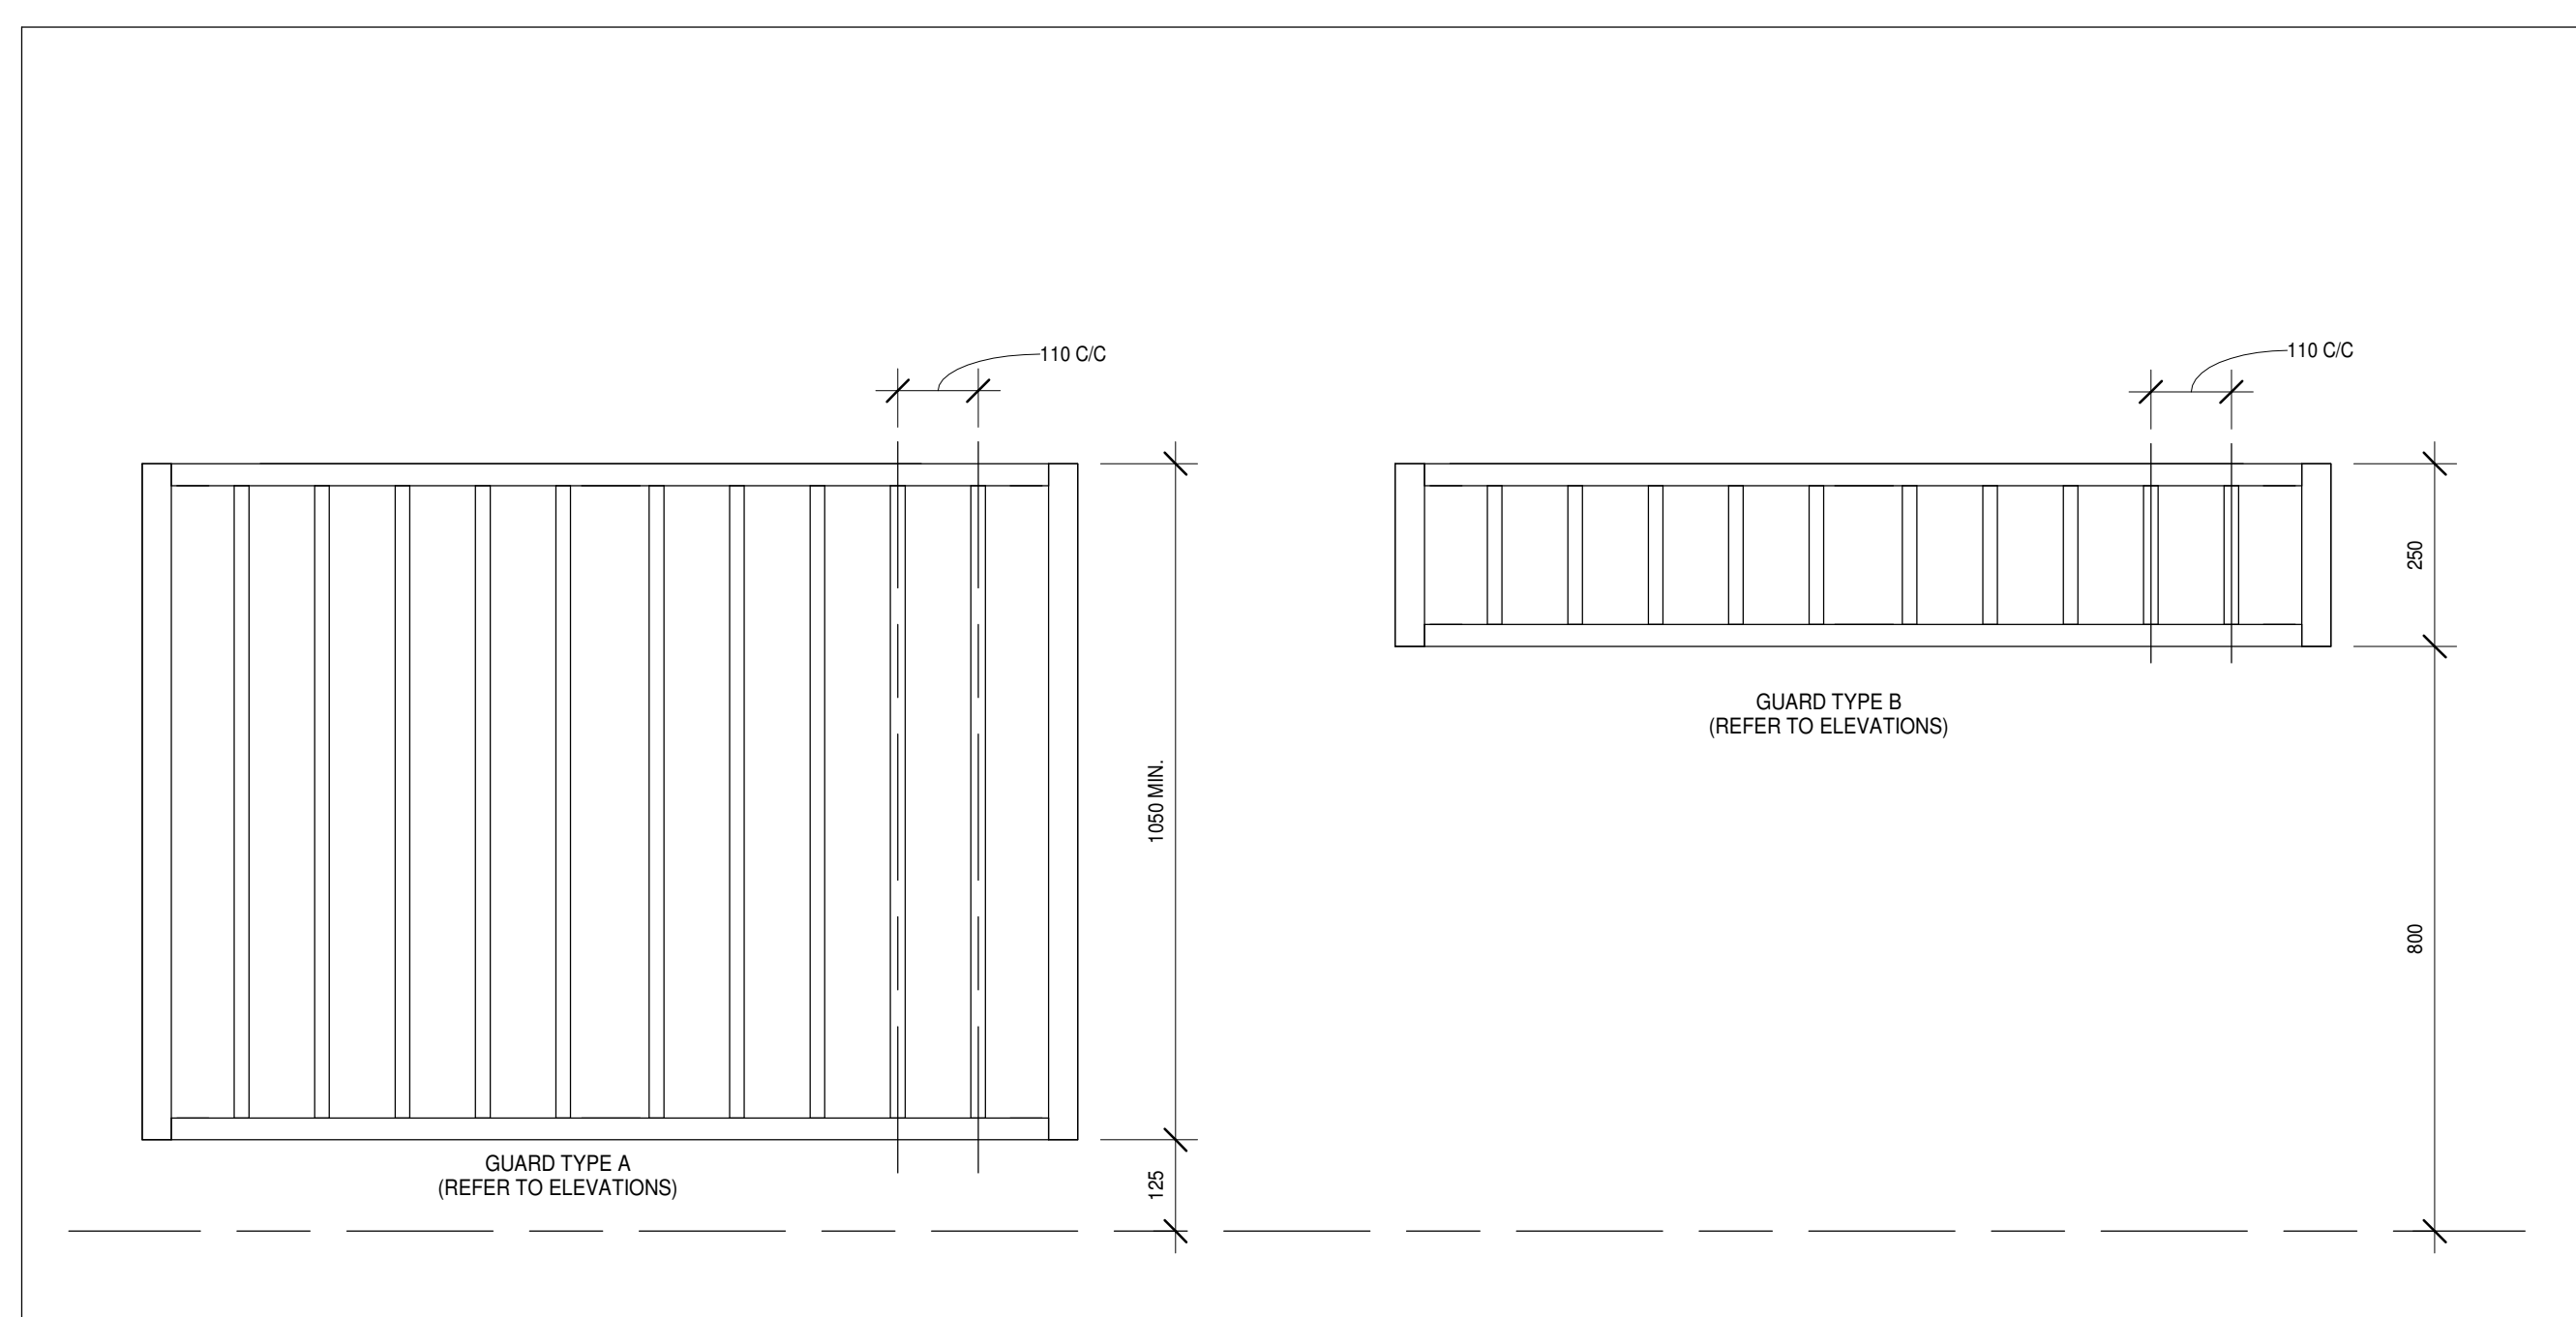 110 C/C
110 C/C
250
GUARD TYPE B
(REFER TO ELEVATIONS)
1050 MIN.
800
GUARD TYPE A
(REFER TO ELEVATIONS)
125